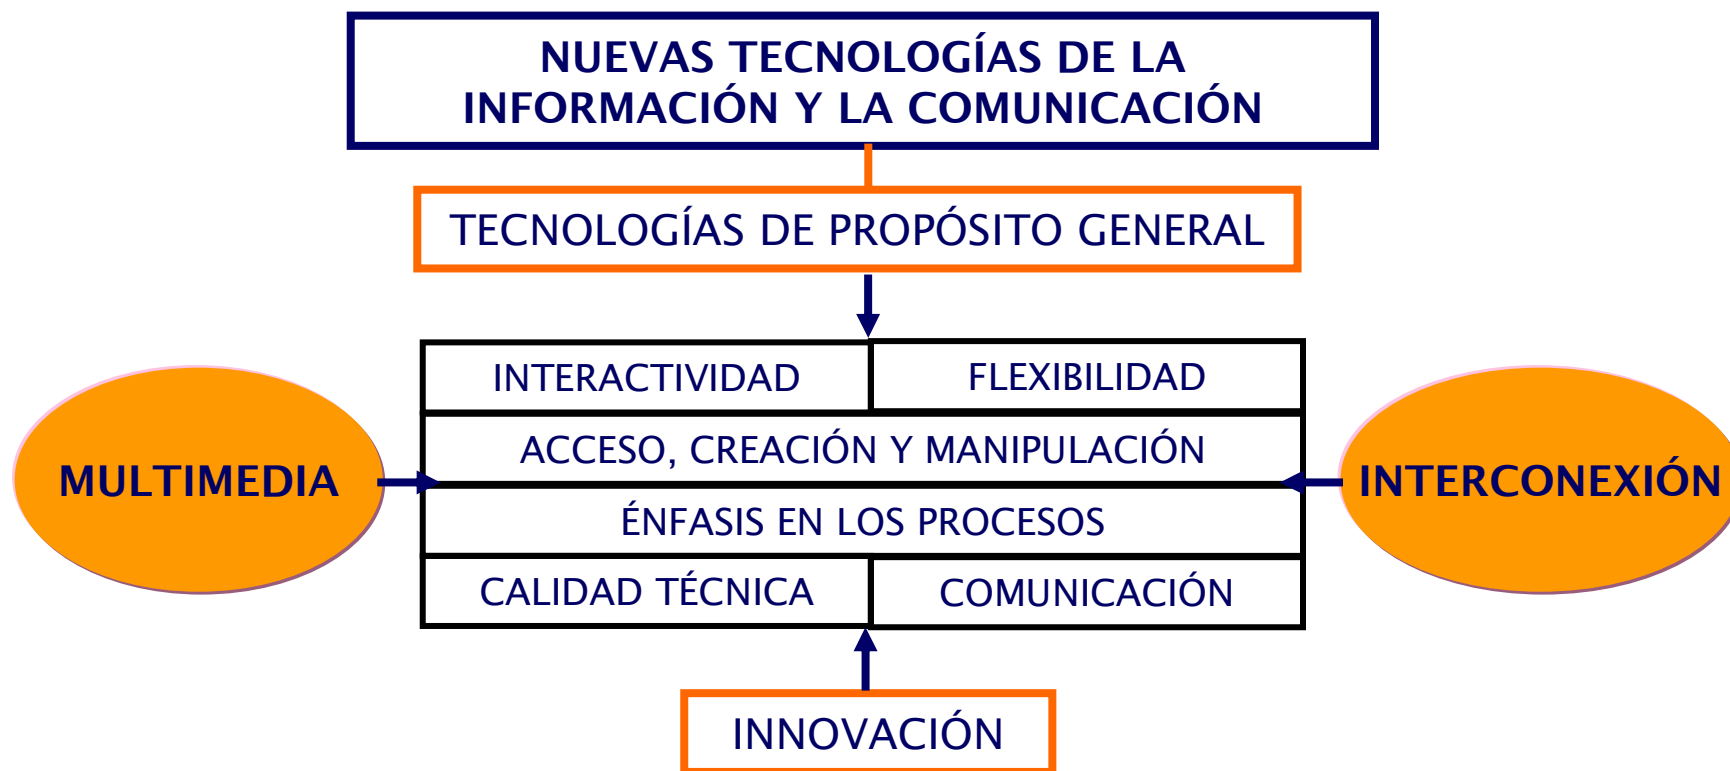 NUEVAS TECNOLOGÍAS DE LA
INFORMACIÓN Y LA COMUNICACIÓN
TECNOLOGÍAS DE PROPÓSITO GENERAL
INTERACTIVIDAD
FLEXIBILIDAD
ACCESO, CREACIÓN Y MANIPULACIÓN
MULTIMEDIA
INTERCONEXIÓN
ÉNFASIS EN LOS PROCESOS
CALIDAD TÉCNICA
COMUNICACIÓN
INNOVACIÓN